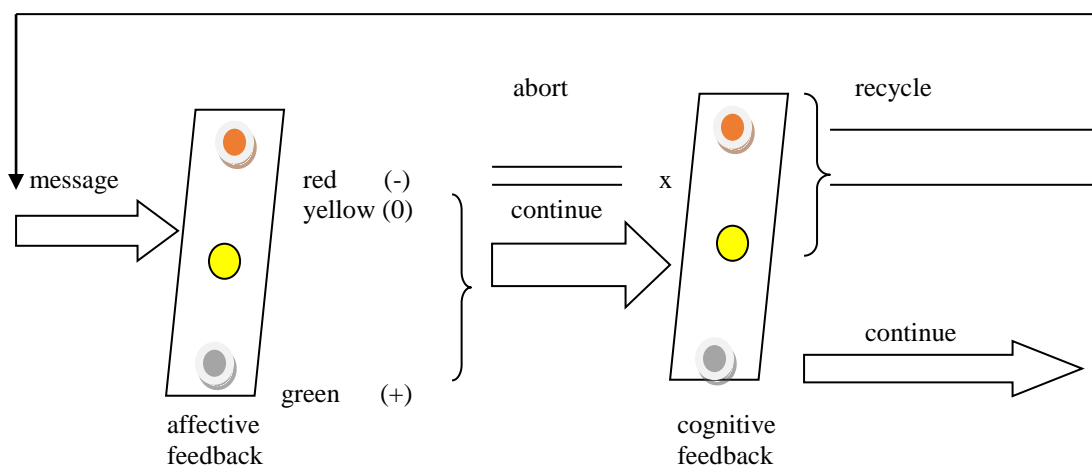 abort
recycle
message
red (-)
x
yellow (0)
continue
continue
green (+)
affective
feedback
cognitive
feedback